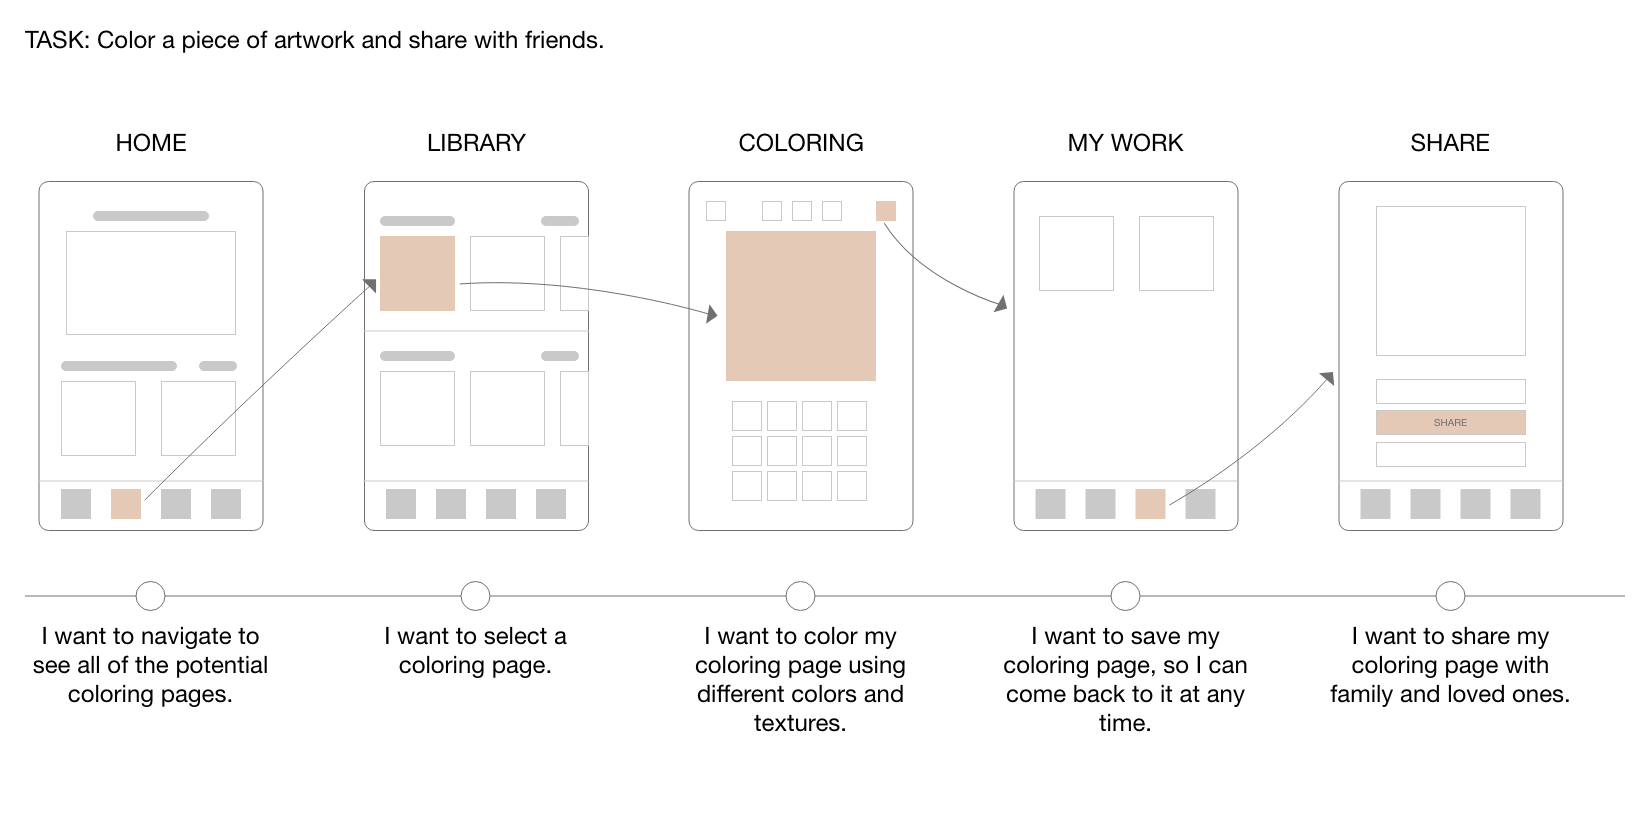 TASK: Color a piece of artwork and share with friends.
HOME
LIBRARY
COLORING
MY WORK
SHARE
SHARE
I want to navigate to
see all of the potential
coloring pages.
I want to select a
coloring page.
I want to color my
coloring page using
different colors and
textures.
I want to save my
coloring page, so I can
come back to it at any
time.
I want to share my
coloring page with
family and loved ones.